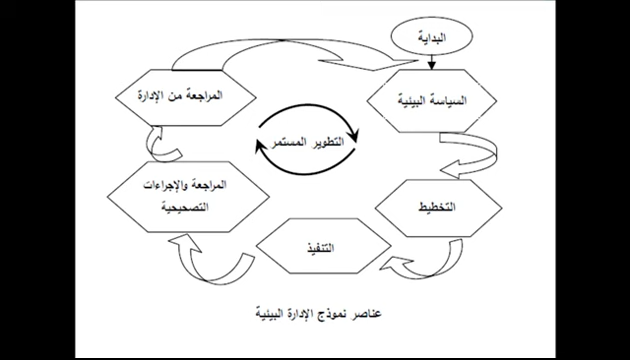 البداية
السياسة البيئية
التخطيط
التنفيذ
المراجعة والإجراءات
التصحيحية
المراجعة من الإدارة
التطوير المستمر
عناصر نموذج الإدارة البيئية